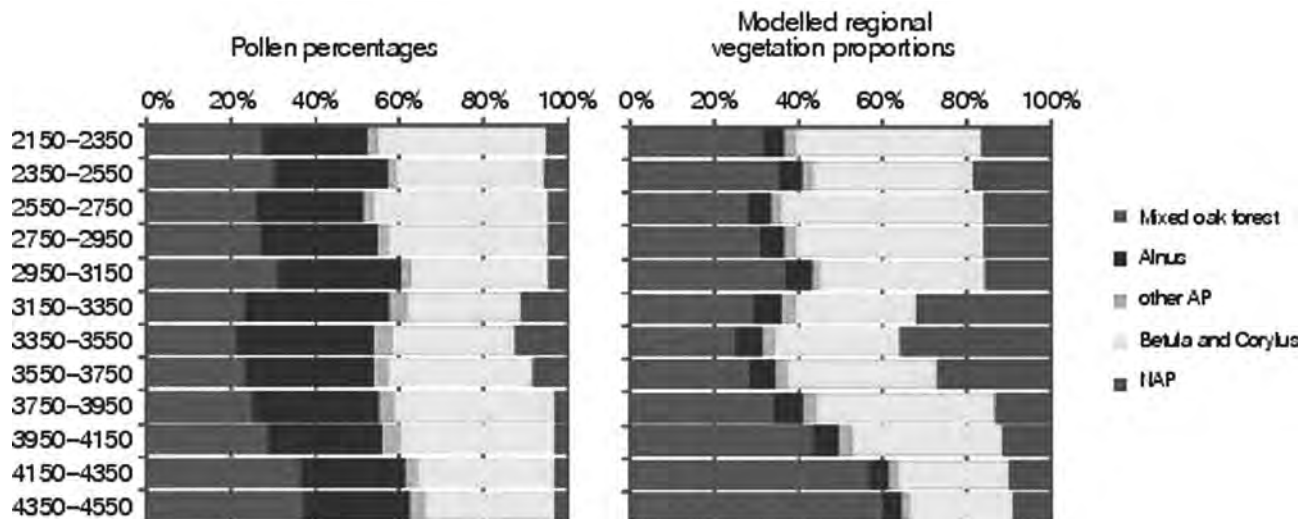 Pollen percentages
Modelled regional
vegetation proportions
0% 20% 40% 60% 80% 100%
0% 20% 40% 60% 80% 100%
2150–2350
2350–2550
2550–2750
2750–2950
2950–3150
3150–3350
3350–3550
3550–3750
3750–3950
3950–4150
4150–4350
4350–4550
Mixed oak forest
Alnus
other AP
Betula and Corylus
NAP